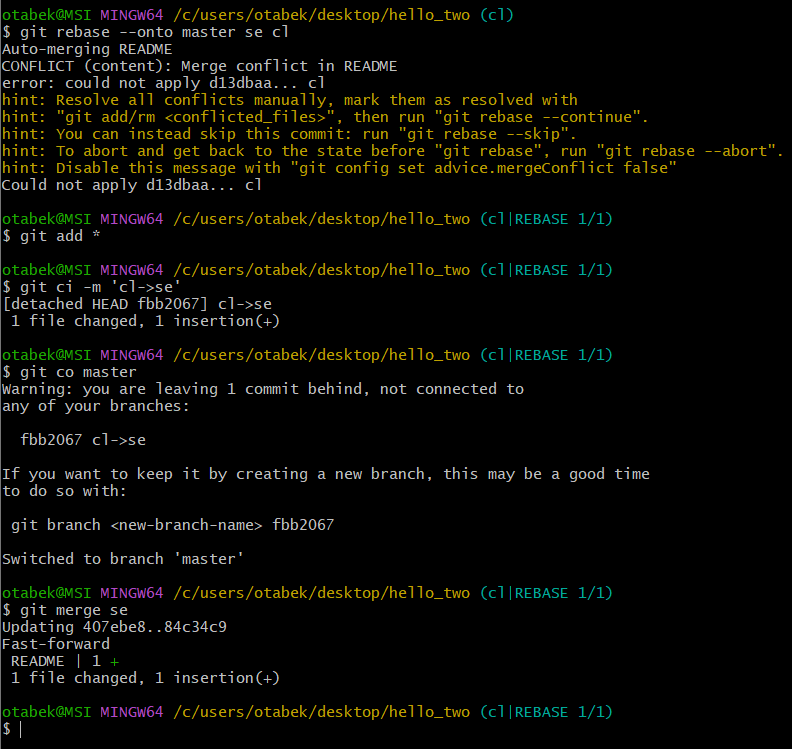 otabek@MSI MINGW64 /c/users/otabek/desktop/hello_two (cl)
$ git rebase --onto master se cl
Auto-merging README
CONFLICT (content): Merge conflict in README
error: could not apply d13dbaa... cl
hint: Resolve all conflicts manually, mark them as resolved with
hint: "git add/rm <conflicted_files>", then run "git rebase --continue".
hint: You can instead skip this commit: run "git rebase --skip".
hint: To abort and get back to the state before "git rebase", run "git rebase --abort".
hint: Disable this message with "git config set advice.mergeConflict false"
Could not apply d13dbaa... cl
otabek@MSI MINGW64 /c/users/otabek/desktop/hello_two (cl|REBASE 1/1)
$ git add *
otabek@MSI MINGW64 /c/users/otabek/desktop/hello_two (cl|REBASE 1/1)
$ git ci -m 'cl->se'
[detached HEAD fbb2067] cl->se
1 file changed, 1 insertion(+)
otabek@MSI MINGW64 /c/users/otabek/desktop/hello_two (cl|REBASE 1/1)
$ git co master
Warning: you are leaving 1 commit behind, not connected to
any of your branches:
fbb2067 cl->se
If you want to keep it by creating a new branch, this may be a good time
to do so with:
git branch <new-branch-name> fbb2067
Switched to branch 'master'
otabek@MSI MINGW64 /c/users/otabek/desktop/hello_two (cl|REBASE 1/1)
$ git merge se
Updating 407ebe8..84c34c9
Fast-forward
README | 1 +
1 file changed, 1 insertion(+)
otabek@MSI MINGW64 /c/users/otabek/desktop/hello_two (cl|REBASE 1/1)
$